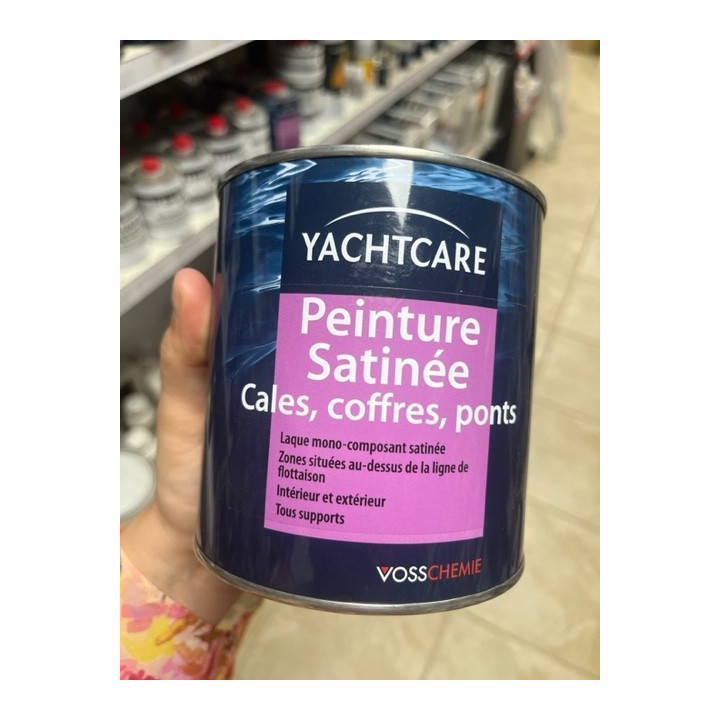 YACHTCARE
Peinture
Satinée
Cales, coffres, ponts
Laque mono-composant satinée
Zones situées au-dessus de la ligne de
flottaison
Intérieur et extérieur
Tous supports
VOSSCHEMIE